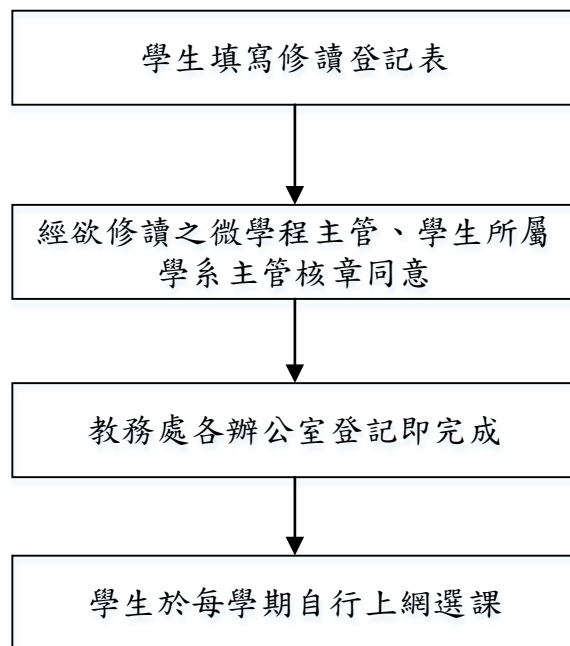 學生填寫修讀登記表
經欲修讀之微學程主管、學生所屬
學系主管核章同意
教務處各辦公室登記即完成
學生於每學期自行上網選課